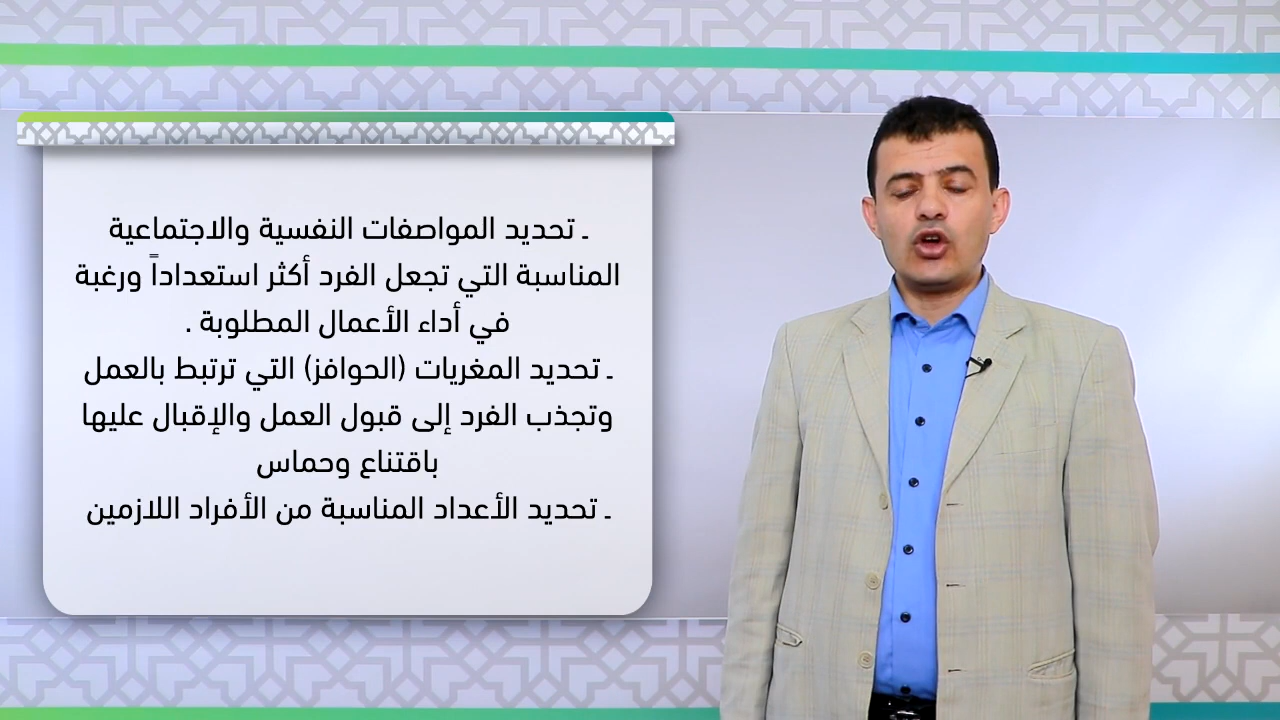 ـ تحديد المواصفات النفسية والاجتماعية
المناسبة التي تجعل الفرد أكثر استعداداً ورغبة
في أداء الأعمال المطلوبة .
ـ تحديد المغريات (الحوافز) التي ترتبط بالعمل
وتجذب الفرد إلى قبول العمل والإقبال عليها
باقتناع وحماس
ـ تحديد الأعداد المناسبة من الأفراد اللازمين